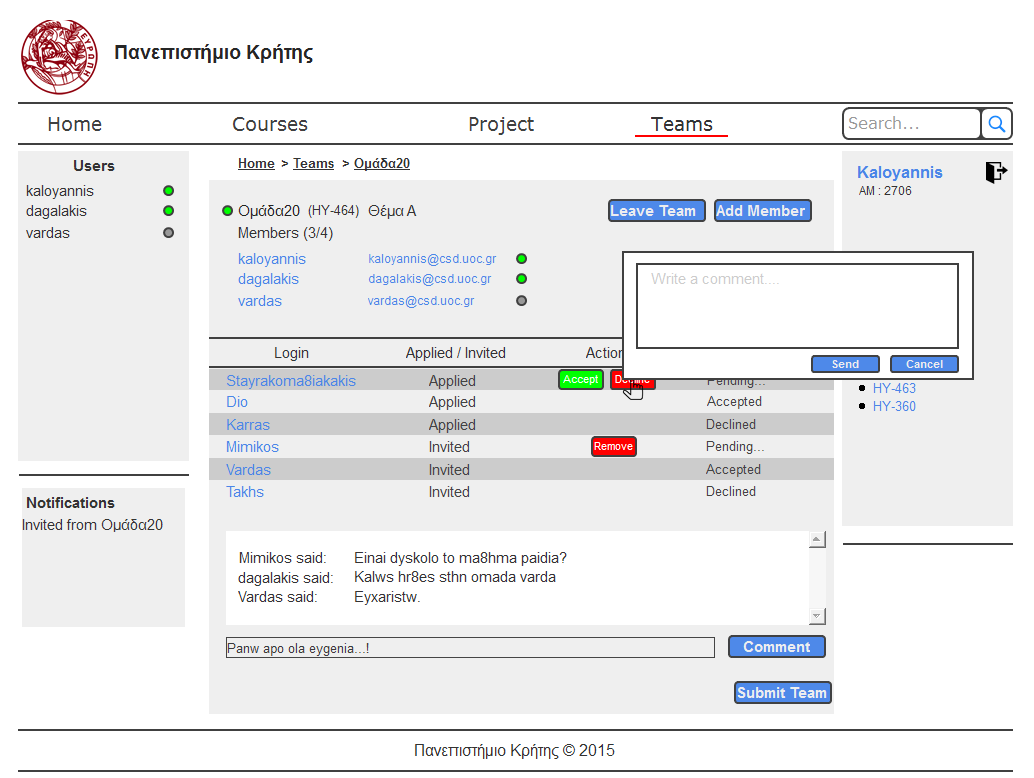 ΕΥΡΩΠΗ
Πανεπιστήμιο Κρήτης
Home Courses Project Teams Search...
Users
kaloyannis
dagalakis
vardas
Notifications
Invited from Ομάδα20
Home > Teams > Ομάδα20
Ομάδα20 (HY-464) Θέμα Α Leave Team Add Member
Members (3/4)
kaloyannis kaloyannis@csd.uoc.gr
dagalakis dagalakis@csd.uoc.gr
vardas vardas@csd.uoc.gr
Login Applied / Invited Action
Stayrakoma8iakakis Applied Accept Decline Pending...
Dio Applied Accepted
Karras Applied Declined
Mimikos Invited Remove Pending...
Vardas Invited Accepted
Takhs Invited Declined
Mimikos said: Einai dyskolo to ma8hma paidia?
dagalakis said: Kalws hr8es sthn omada varda
Vardas said: Eyxaristw.
Panw apo ola eygenia...! Comment
Submit Team
Write a comment....
Send Cancel
Kaloyannis
AM : 2706
HY-463
HY-360
Πανεπιστήμιο Κρήτης © 2015